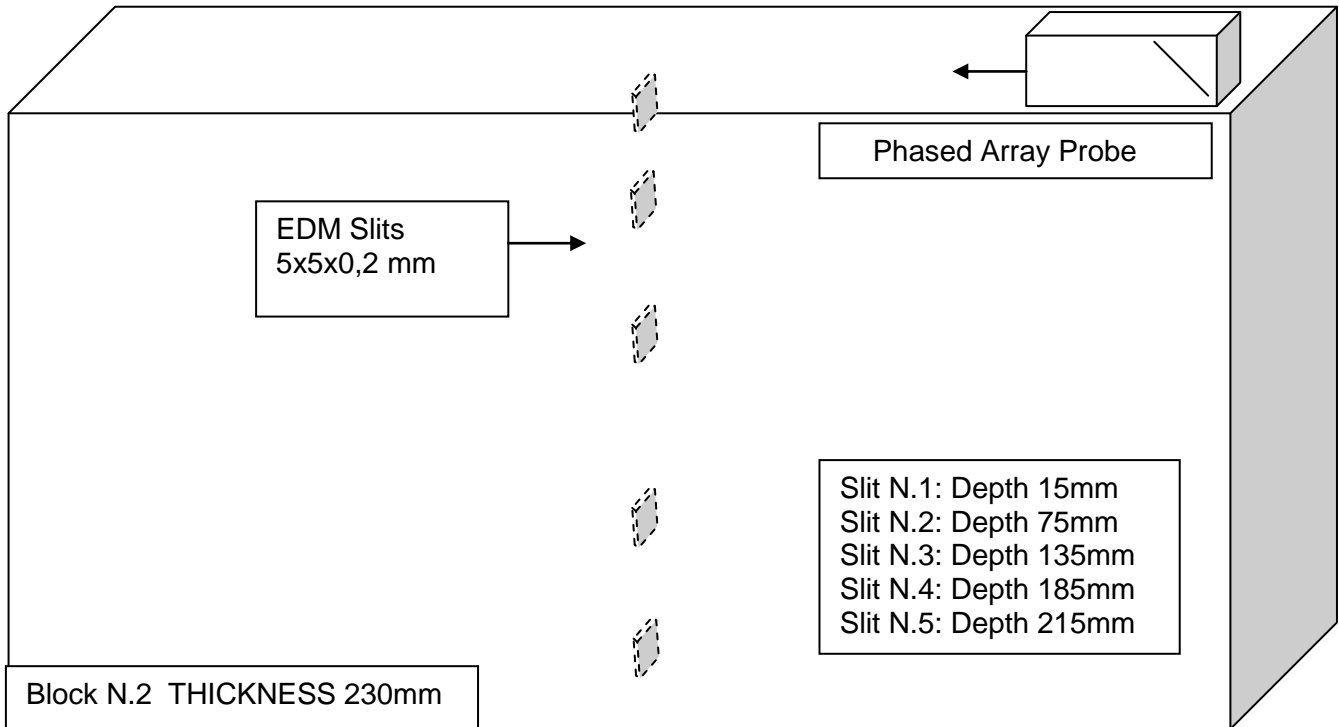 Phased Array Probe
EDM Slits
5x5x0,2 mm
Slit N.1: Depth 15mm
Slit N.2: Depth 75mm
Slit N.3: Depth 135mm
Slit N.4: Depth 185mm
Slit N.5: Depth 215mm
Block N.2 THICKNESS 230mm